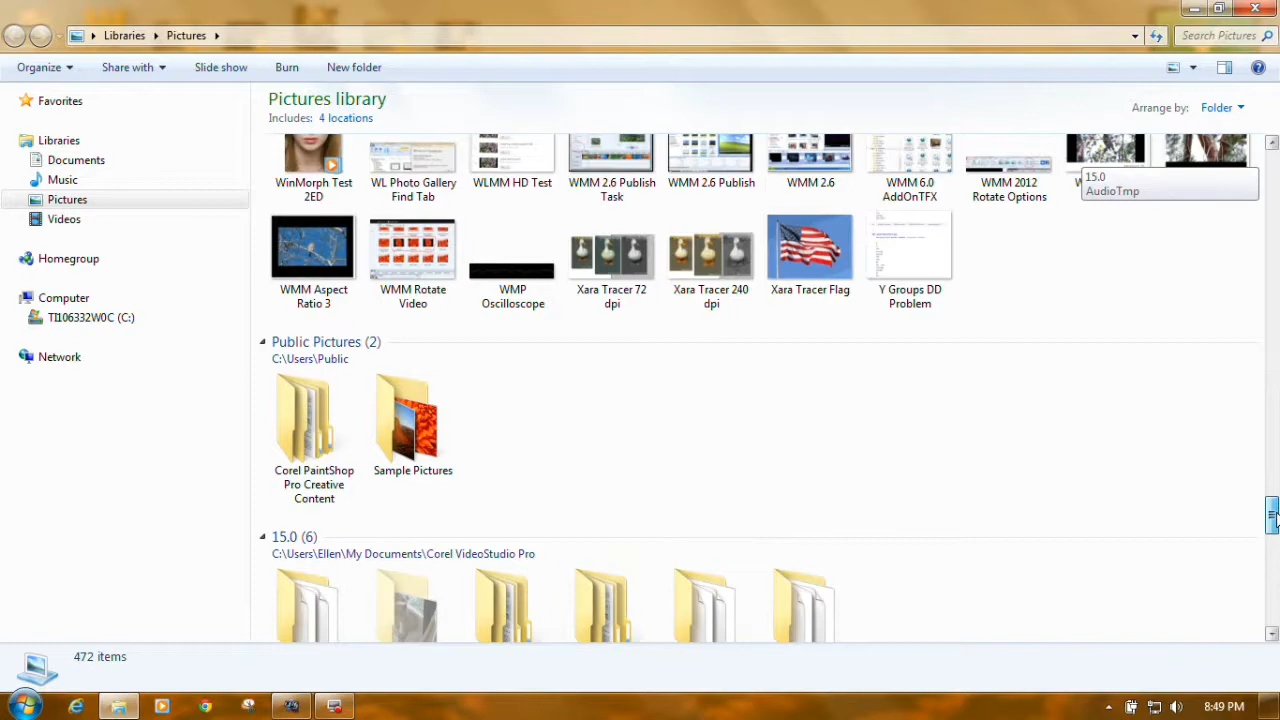 Libraries
Pictures
Search Pictures
Organize
Share with
Slide show
Burn
New folder
Favorites
Libraries
Documents
Music
Pictures
Videos
Homegroup
Computer
TI106332W0C (C:)
Network
Pictures library
Includes: 4 locations
Arrange by: Folder
WinMorph Test
2ED
WL Photo Gallery
Find Tab
WLMM HD Test
WMM 2.6 Publish
Task
WMM 2.6 Publish
WMM 2.6
WMM 6.0
AddOnTFX
WMM 2012
Rotate Options
15.0
AudioTmp
WMM Aspect
Ratio 3
WMM Rotate
Video
WMP
Oscilloscope
Xara Tracer 72
dpi
Xara Tracer 240
dpi
Xara Tracer Flag
Y Groups DD
Problem
Public Pictures (2)
C:\Users\Public
Corel PaintShop
Pro Creative
Content
Sample Pictures
15.0 (6)
C:\Users\Ellen\My Documents\Corel VideoStudio Pro
472 items
8:49 PM